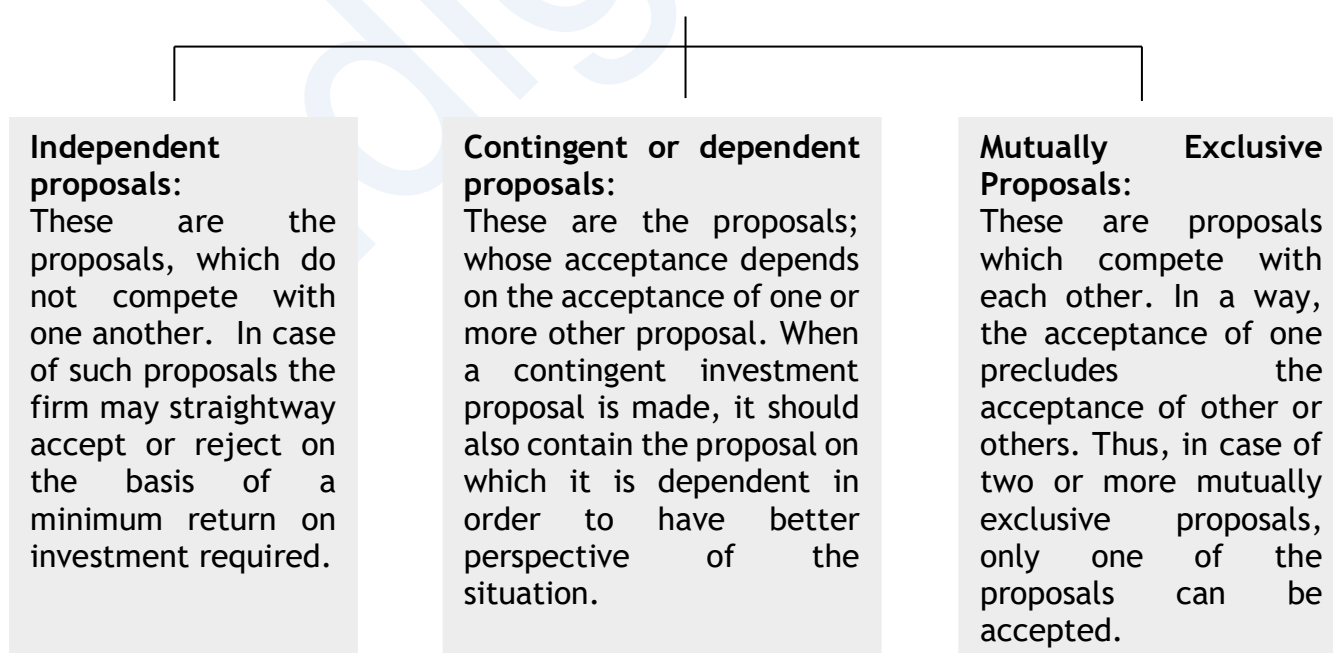 Independent
proposals:
These are the
proposals, which do
not compete with
one another. In case
of such proposals the
firm may straightway
accept or reject on
the basis of a
minimum return on
investment required.
Contingent or dependent
proposals:
These are the proposals;
whose acceptance depends
on the acceptance of one or
more other proposal. When
a contingent investment
proposal is made, it should
also contain the proposal on
which it is dependent in
order to have better
perspective of the
situation.
Mutually Exclusive
Proposals:
These are proposals
which compete with
each other. In a way,
the acceptance of one
precludes the
acceptance of other or
others. Thus, in case of
two or more mutually
exclusive proposals,
only one of the
proposals can be
accepted.